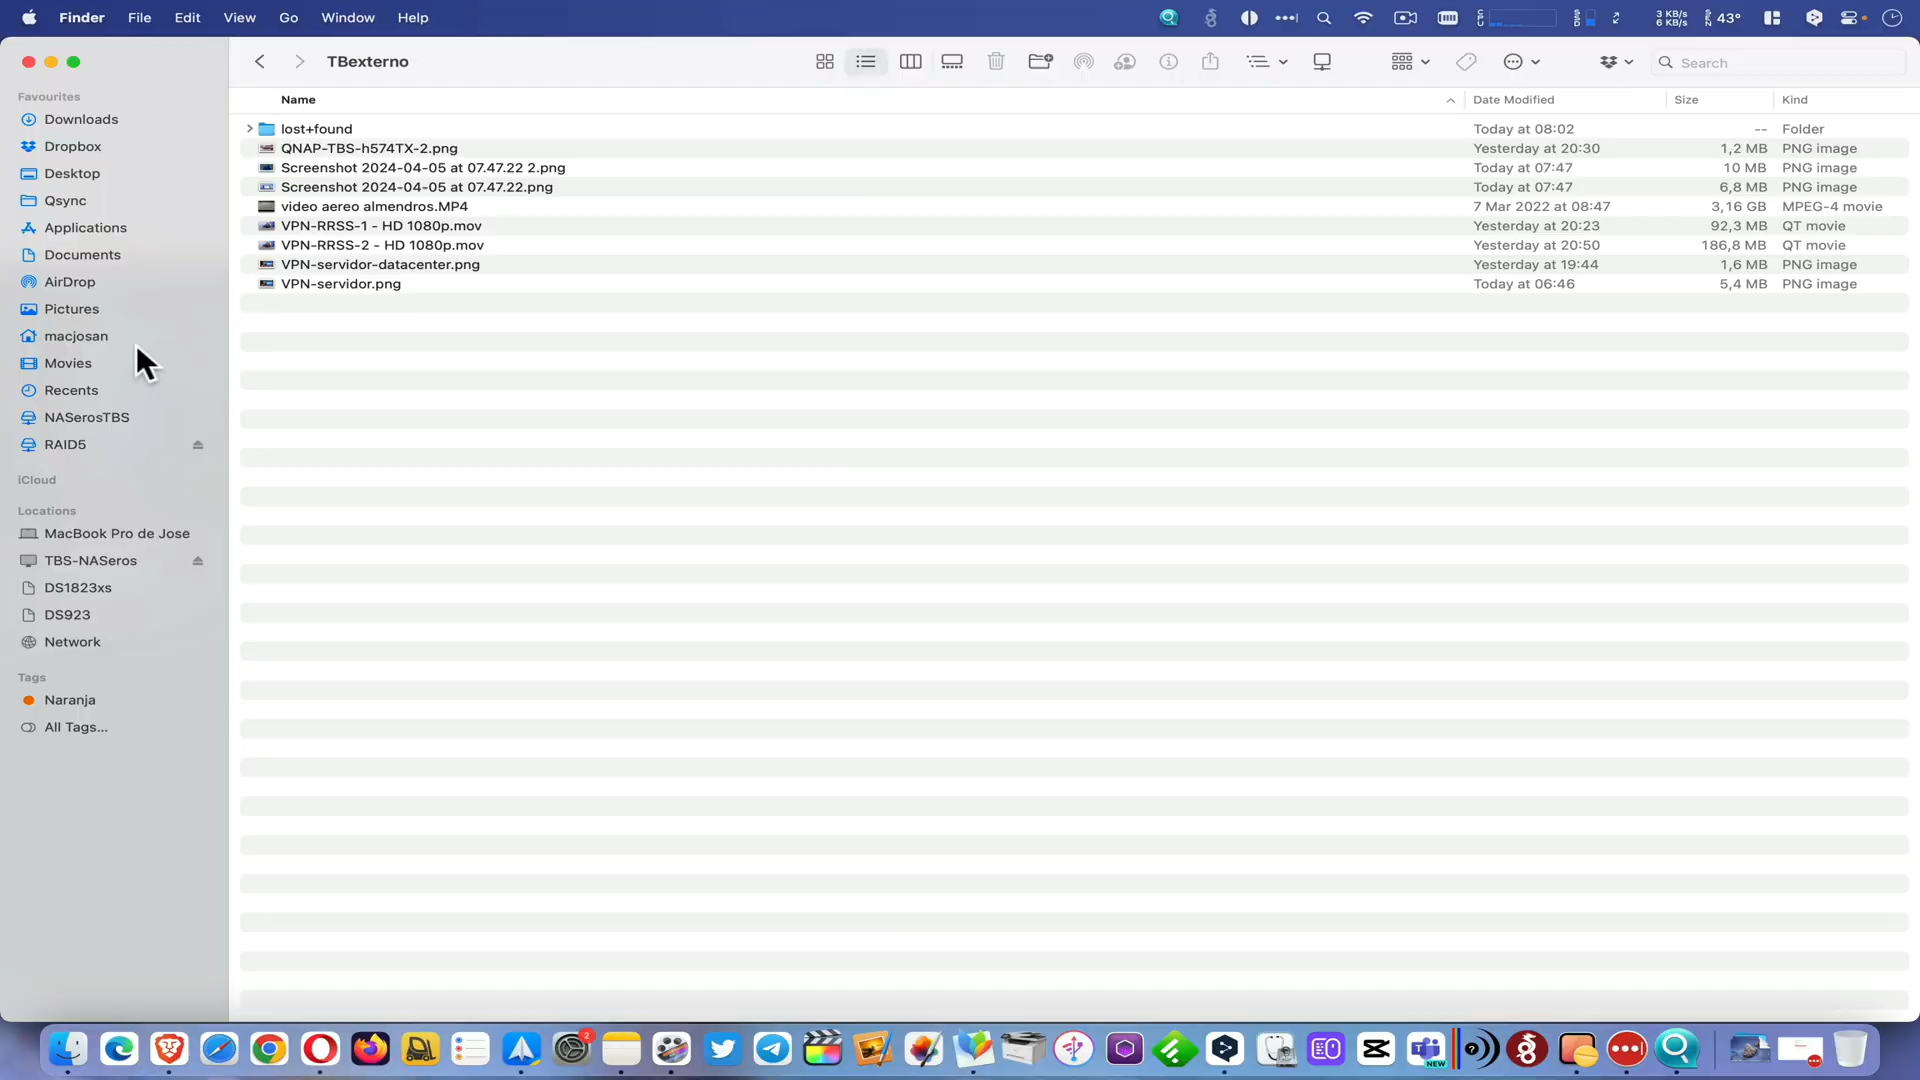 Finder File Edit View Go Window Help
3 KB/s
6 KB/s
43°
TBexterno
Search
Name Date Modified Size Kind
lost+found Today at 08:02 -- Folder
QNAP-TBS-h574TX-2.png Yesterday at 20:30 1,2 MB PNG image
Screenshot 2024-04-05 at 07.47.22 2.png Today at 07:47 10 MB PNG image
Screenshot 2024-04-05 at 07.47.22.png Today at 07:47 6,8 MB PNG image
video aereo almendros.MP4 7 Mar 2022 at 08:47 3,16 GB MPEG-4 movie
VPN-RRSS-1 - HD 1080p.mov Yesterday at 20:23 92,3 MB QT movie
VPN-RRSS-2 - HD 1080p.mov Yesterday at 20:50 186,8 MB QT movie
VPN-servidor-datacenter.png Yesterday at 19:44 1,6 MB PNG image
VPN-servidor.png Today at 06:46 5,4 MB PNG image
Favourites
Downloads
Dropbox
Desktop
Qsync
Applications
Documents
AirDrop
Pictures
macjosan
Movies
Recents
NASerosTBS
RAID5
iCloud
Locations
MacBook Pro de Jose
TBS-NASeros
DS1823xs
DS923
Network
Tags
Naranja
All Tags...
2
NEW